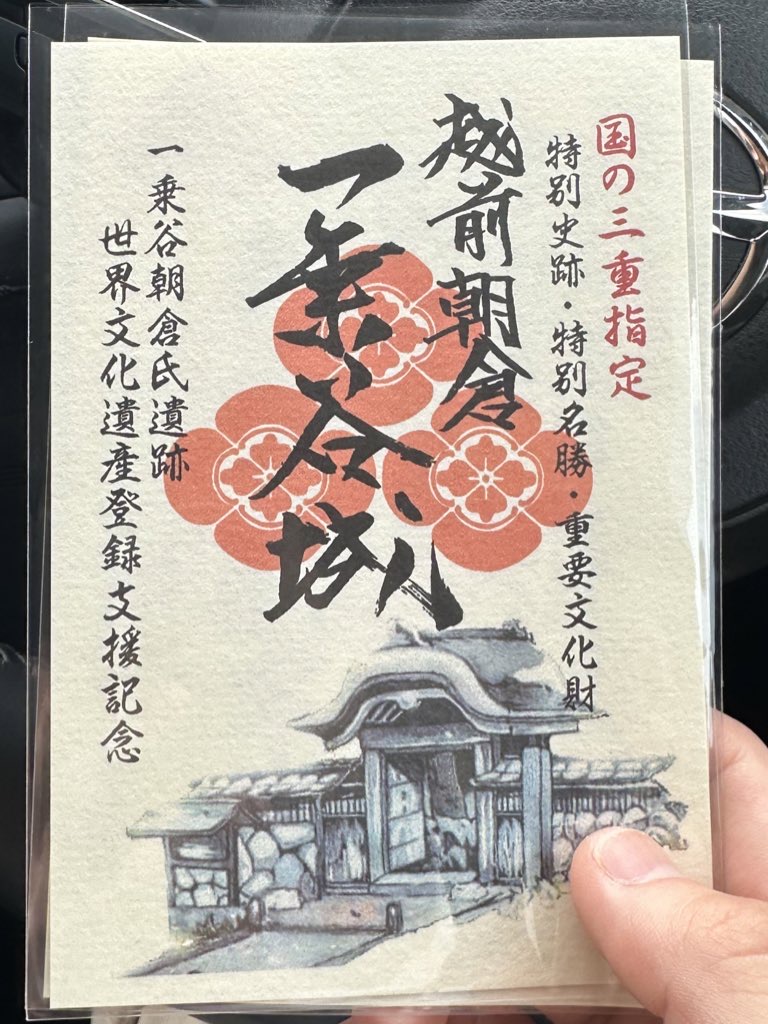 国の三重指定
特別史跡・特別名勝・重要文化財
越前朝倉
一乗谷城
一乗谷朝倉氏遺跡
世界文化遺産登録支援記念